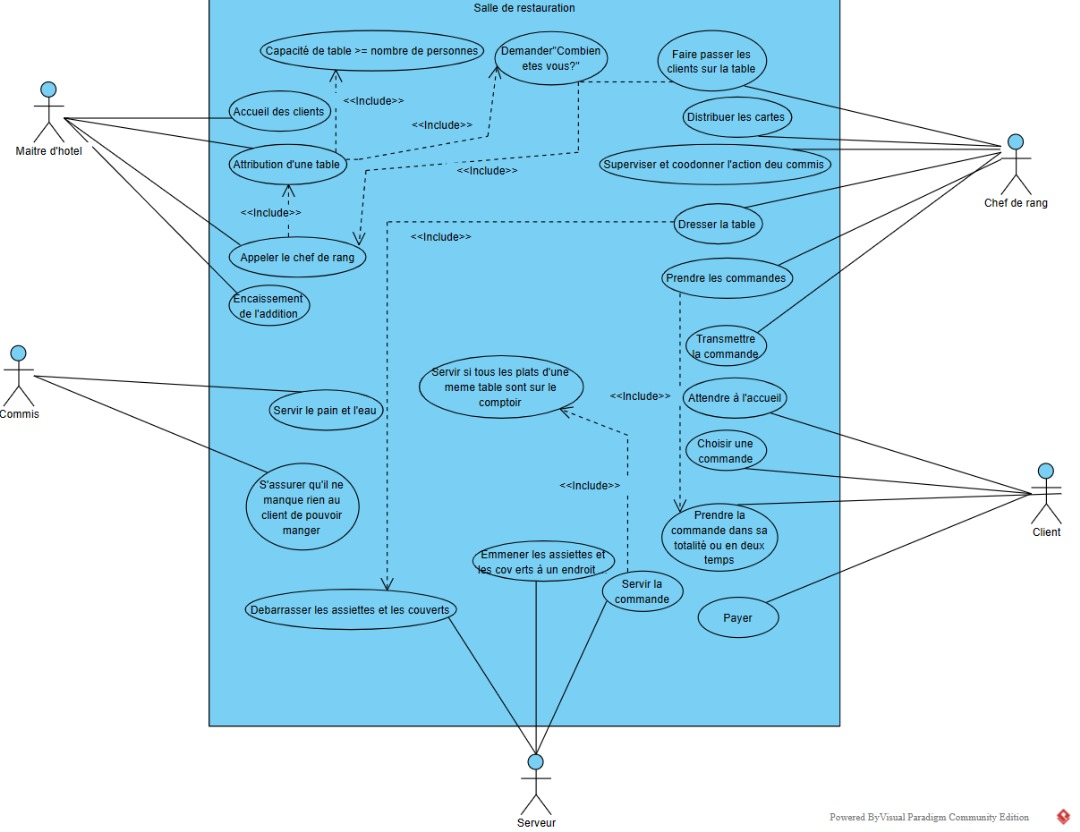 Salle de restauration
Capacité de table >= nombre de personnes
Demander"Combien
etes vous?"
Faire passer les
clients sur la table
<<Include>>
Accueil des clients
<<Include>>
Distribuer les cartes
Maitre d'hotel
Attribution d'une table
<<Include>>
Superviser et coodonner l'action deu commis
Chef de rang
<<Include>>
<<Include>>
Dresser la table
Appeler le chef de rang
Prendre les commandes
Encaissement
de l'addition
Transmettre
la commande
Servir si tous les plats d'une
meme table sont sur le
comptoir
<<Include>>
Attendre á l'accueil
Commis
Servir le pain et l'eau
Choisir une
commande
S'assurer qu'il ne
manque rien au
client de pouvoir
manger
<<Include>>
Prendre la
commande dans sa
totalité ou en deux
temps
Client
Emmener les assiettes et
les cov erts á un endroit ...
Servir la
commande
Debarrasser les assiettes et les couverts
Payer
Serveur
Powered ByVisual Paradigm Community Edition